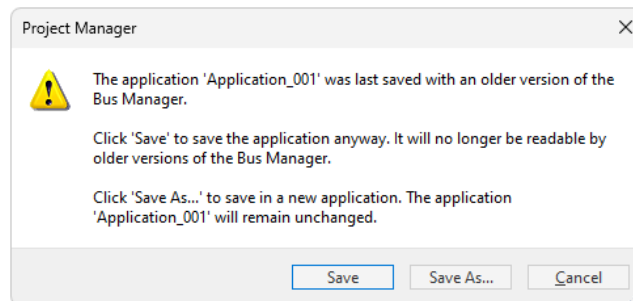 Project Manager
The application 'Application_001' was last saved with an older version of the
Bus Manager.
Click 'Save' to save the application anyway. It will no longer be readable by
older versions of the Bus Manager.
Click 'Save As...' to save in a new application. The application
'Application_001' will remain unchanged.
Save
Save As...
Cancel